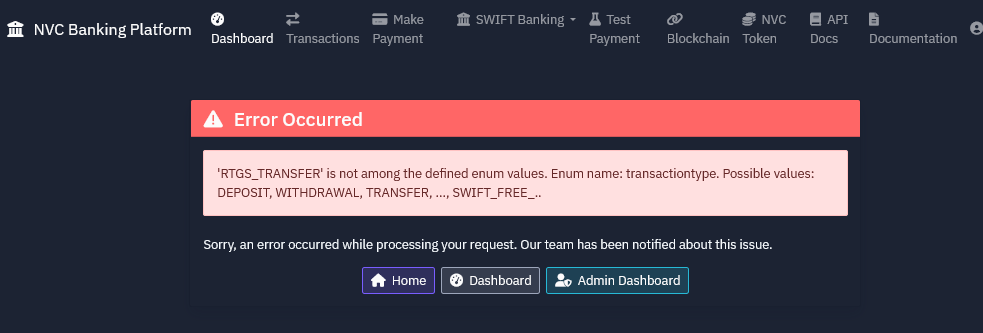 NVC Banking Platform
Dashboard
Transactions
Make
Payment
SWIFT Banking
Test
Payment
Blockchain
NVC
Token
API
Docs
Documentation
Error Occurred
'RTGS_TRANSFER' is not among the defined enum values. Enum name: transactiontype. Possible values:
DEPOSIT, WITHDRAWAL, TRANSFER, ..., SWIFT_FREE_..
Sorry, an error occurred while processing your request. Our team has been notified about this issue.
Home
Dashboard
Admin Dashboard